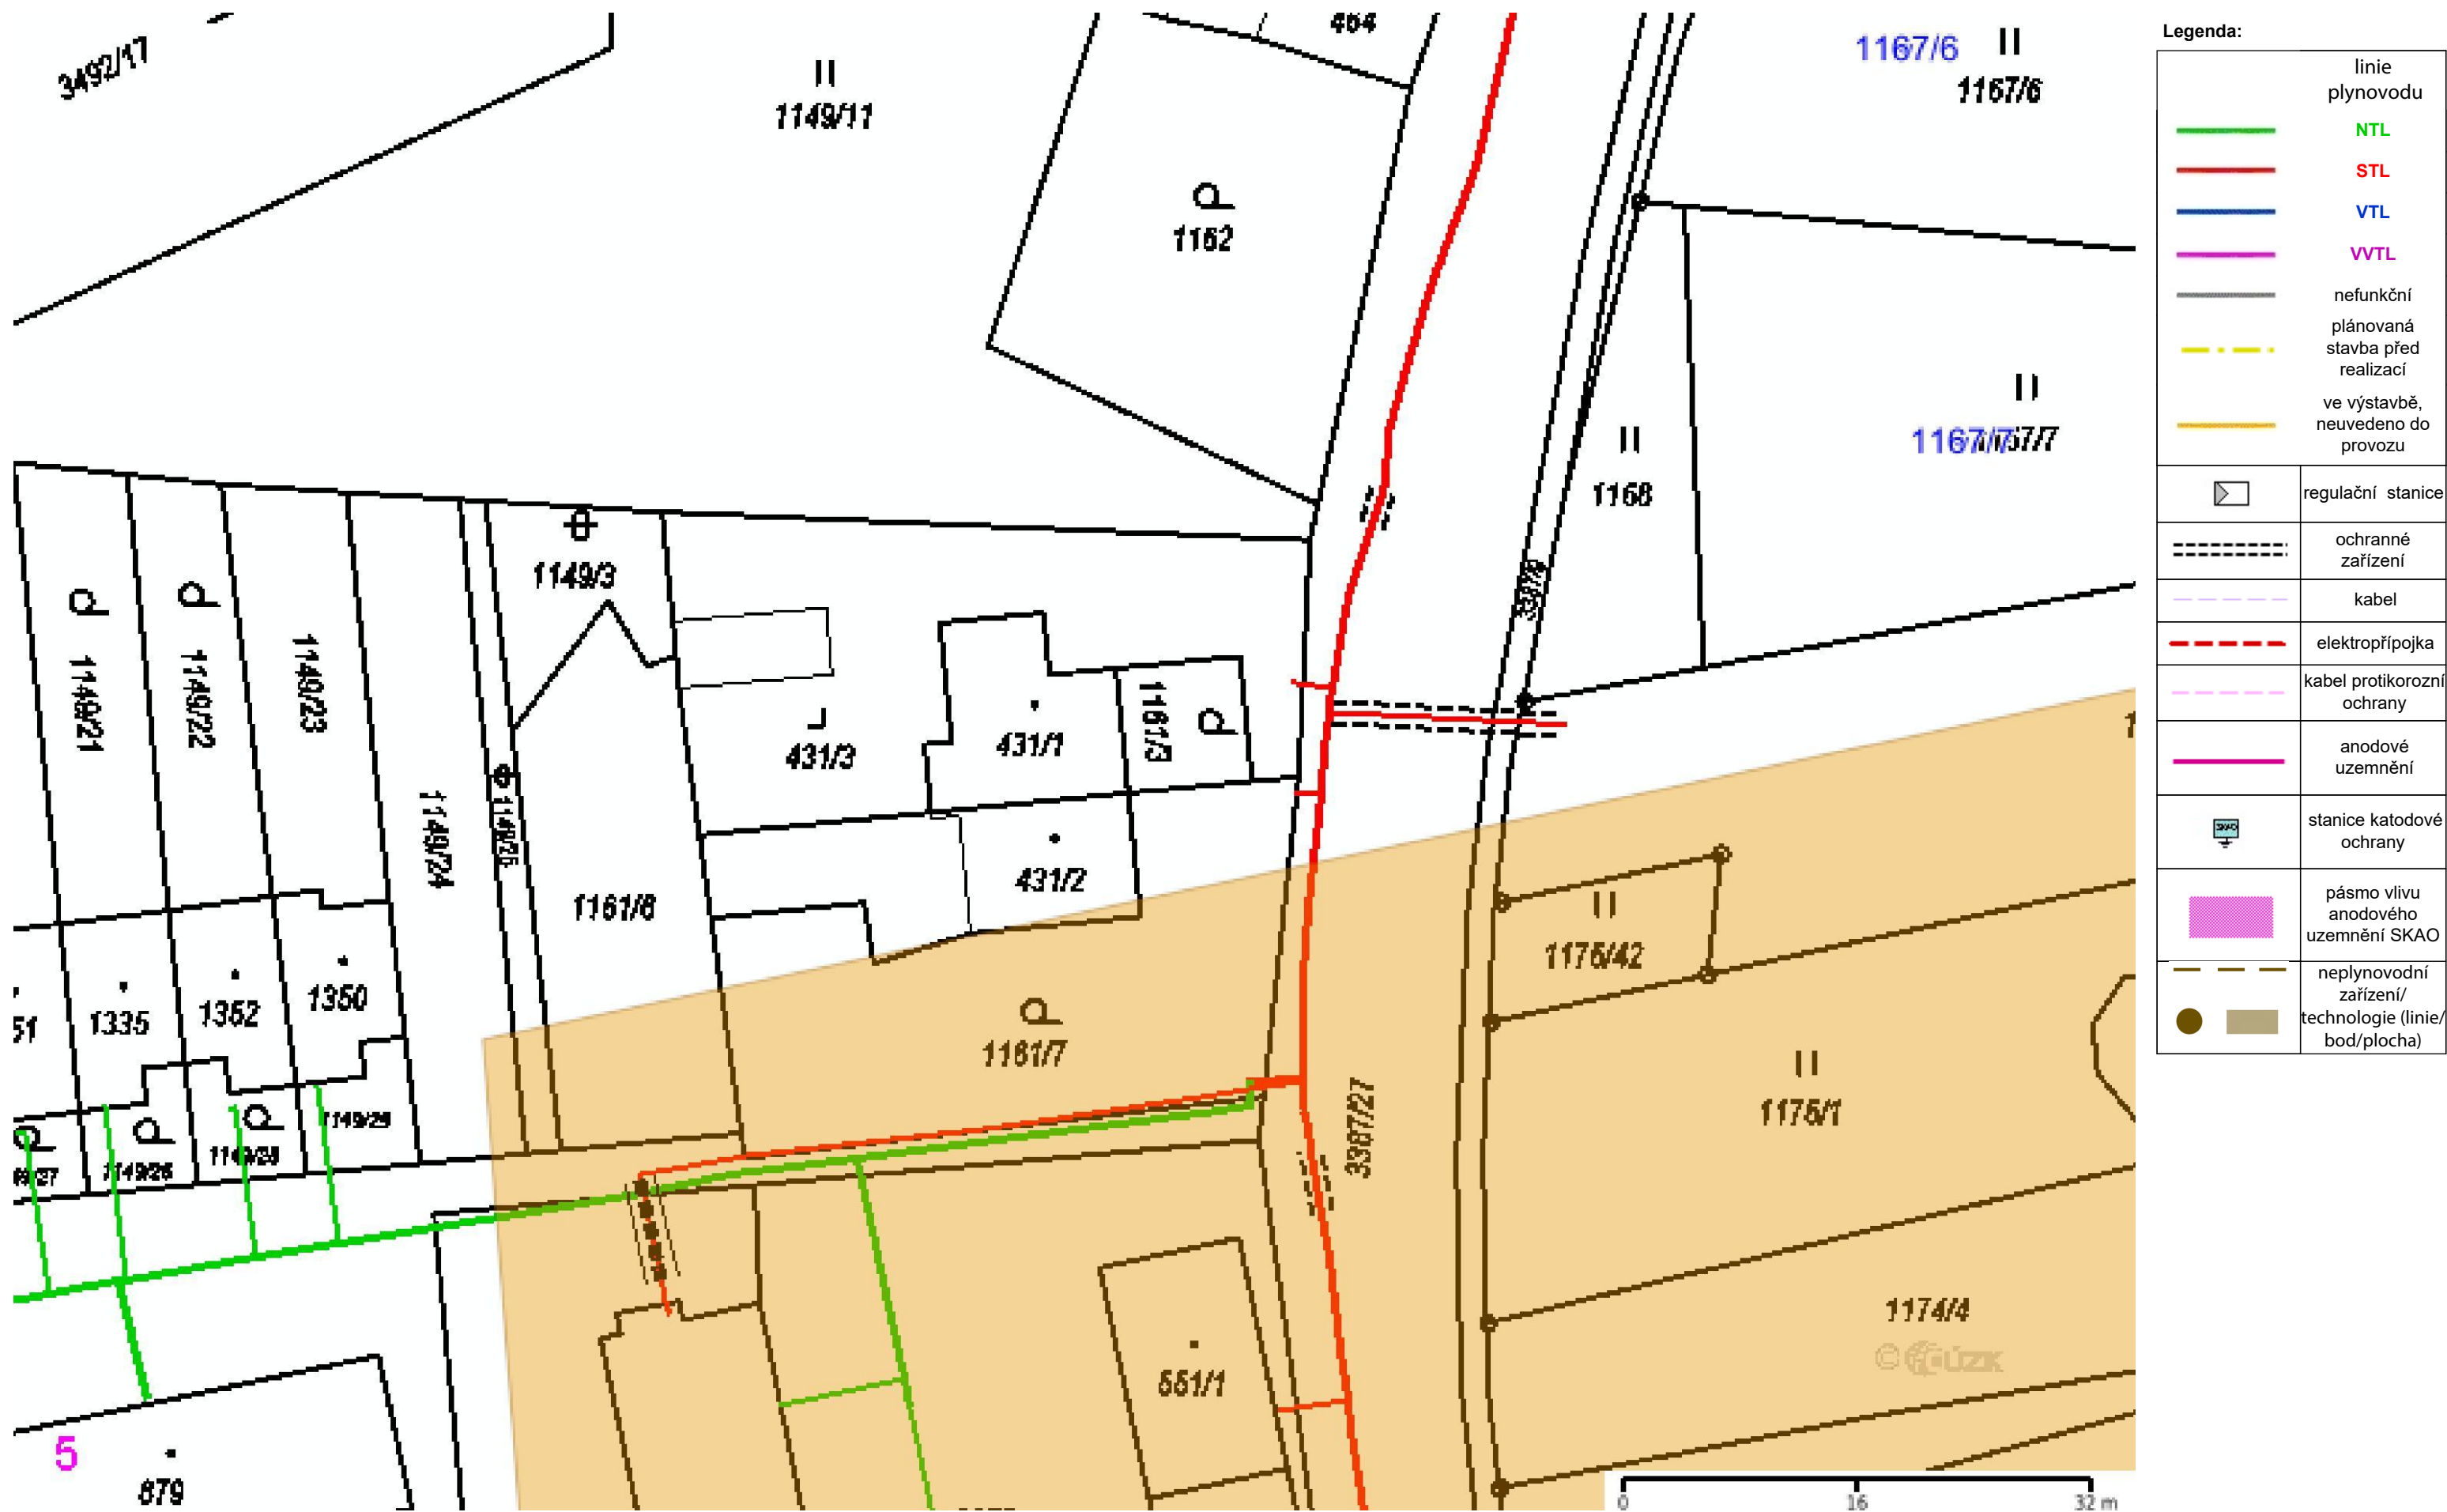 3492/17
II
1149/11
464
1162
1167/6
II
1167/6
II
1167/7
II
1168
1149/3
1149/21
1149/22
1149/23
1149/24
431/3
431/1
1161/3
431/2
1161/6
1335
1352
1350
51
1149/26
1149/29
1161/7
II
1175/42
II
1175/1
3387/27
1174/4
551/1
5
679
© ČÚZK
0 16 32 m
Legenda:
linie
plynovodu
NTL
STL
VTL
VVTL
nefunkční
plánovaná
stavba před
realizací
ve výstavbě,
neuvedeno do
provozu
regulační stanice
ochranné
zařízení
kabel
elektropřípojka
kabel protikorozní
ochrany
anodové
uzemnění
SKAO
stanice katodové
ochrany
pásmo vlivu
anodového
uzemnění SKAO
neplynovodní
zařízení/
technologie (linie/
bod/plocha)